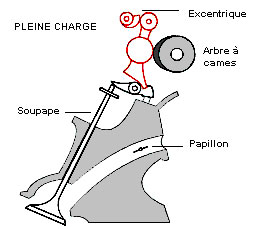 Excentrique
PLEINE CHARGE
Arbre à
cames
Soupape
Papillon